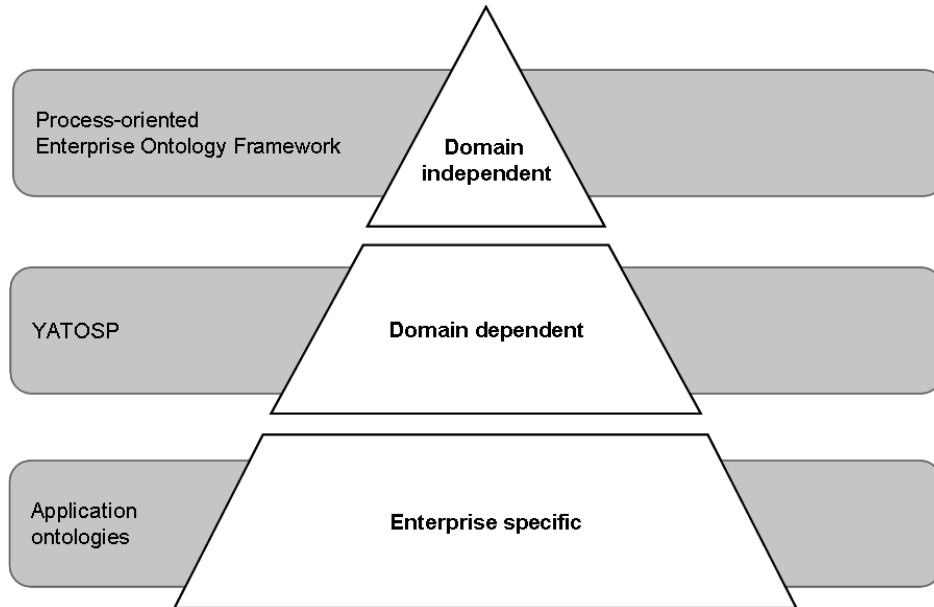 Process-oriented
Enterprise Ontology Framework
Domain
independent
YATOSP
Domain dependent
Application
ontologies
Enterprise specific